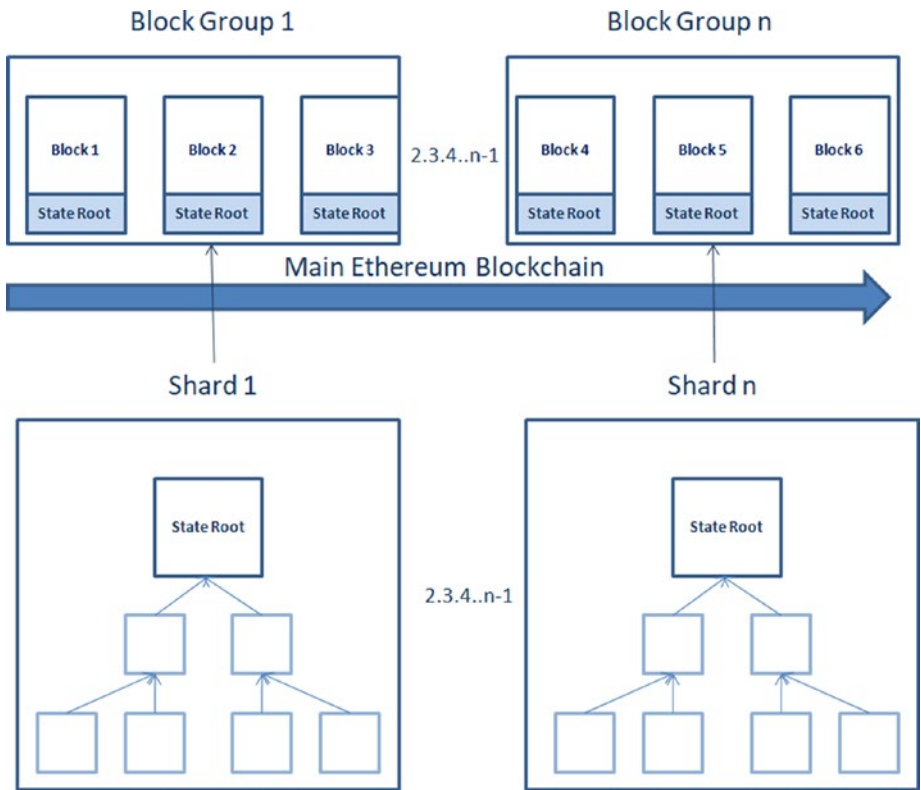 Block Group 1
Block Group n
Block 1
Block 2
Block 3
2.3.4..n-1
Block 4
Block 5
Block 6
State Root
State Root
State Root
State Root
State Root
State Root
Main Ethereum Blockchain
Shard 1
Shard n
State Root
State Root
2.3.4..n-1